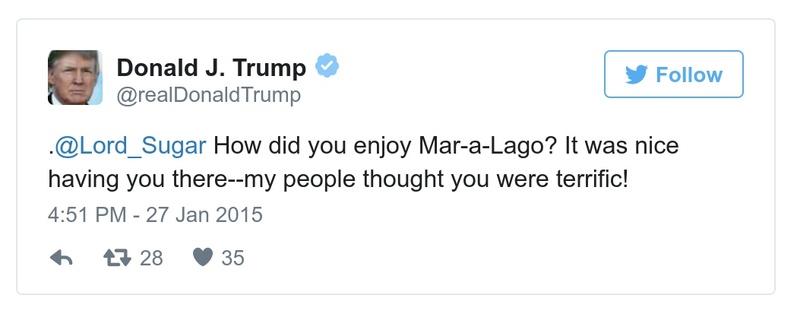 Donald J. Trump
Follow
@realDonaldTrump
.@Lord_Sugar How did you enjoy Mar-a-Lago? It was nice
having you there--my people thought you were terrific!
4:51 PM - 27 Jan 2015
28 35